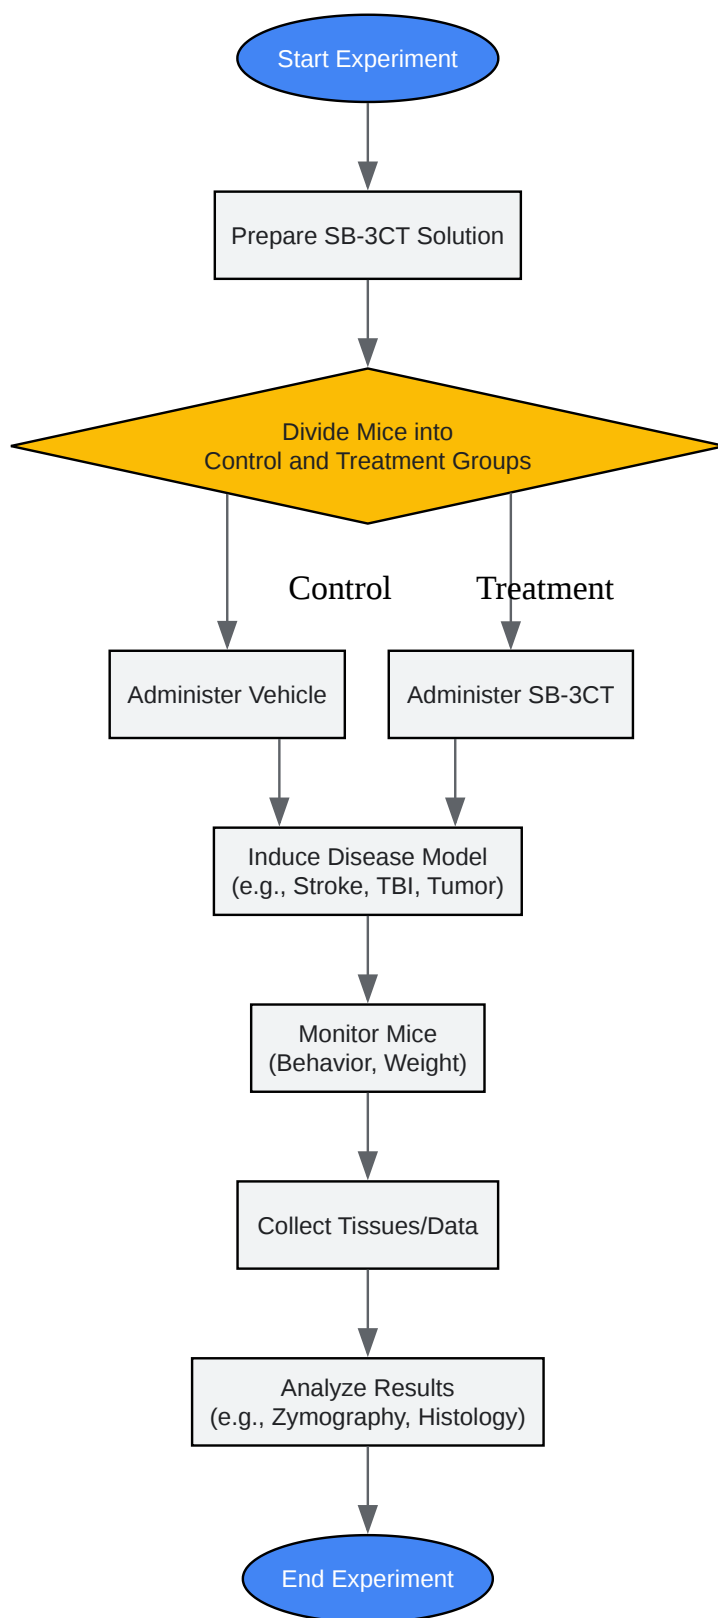 Start Experiment
Prepare SB-3CT Solution
Divide Mice into
Control and Treatment Groups
Control
Treatment
Administer Vehicle
Administer SB-3CT
Induce Disease Model
(e.g., Stroke, TBI, Tumor)
Monitor Mice
(Behavior, Weight)
Collect Tissues/Data
Analyze Results
(e.g., Zymography, Histology)
End Experiment